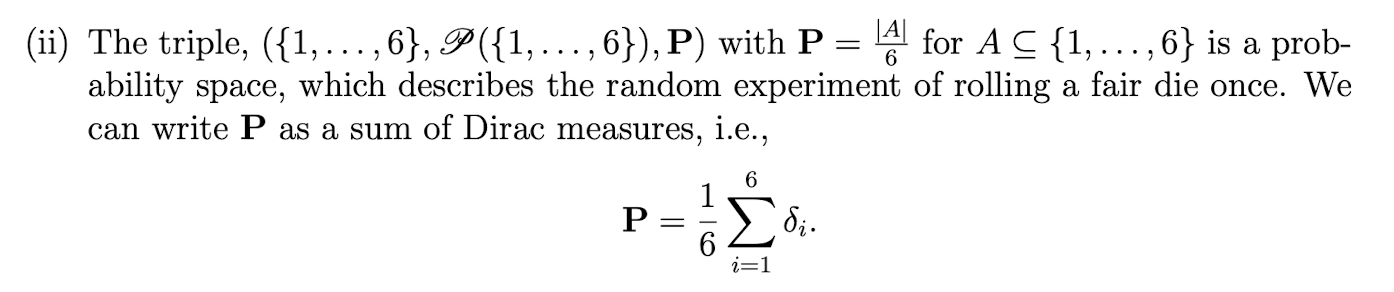 (ii) The triple, ({1, . . . , 6}, 𝒫({1, . . . , 6}), P) with P = |A|/6 for A ⊆ {1, . . . , 6} is a prob-
ability space, which describes the random experiment of rolling a fair die once. We
can write P as a sum of Dirac measures, i.e.,
P = 1/6 ∑_{i=1}^{6} δ_i.